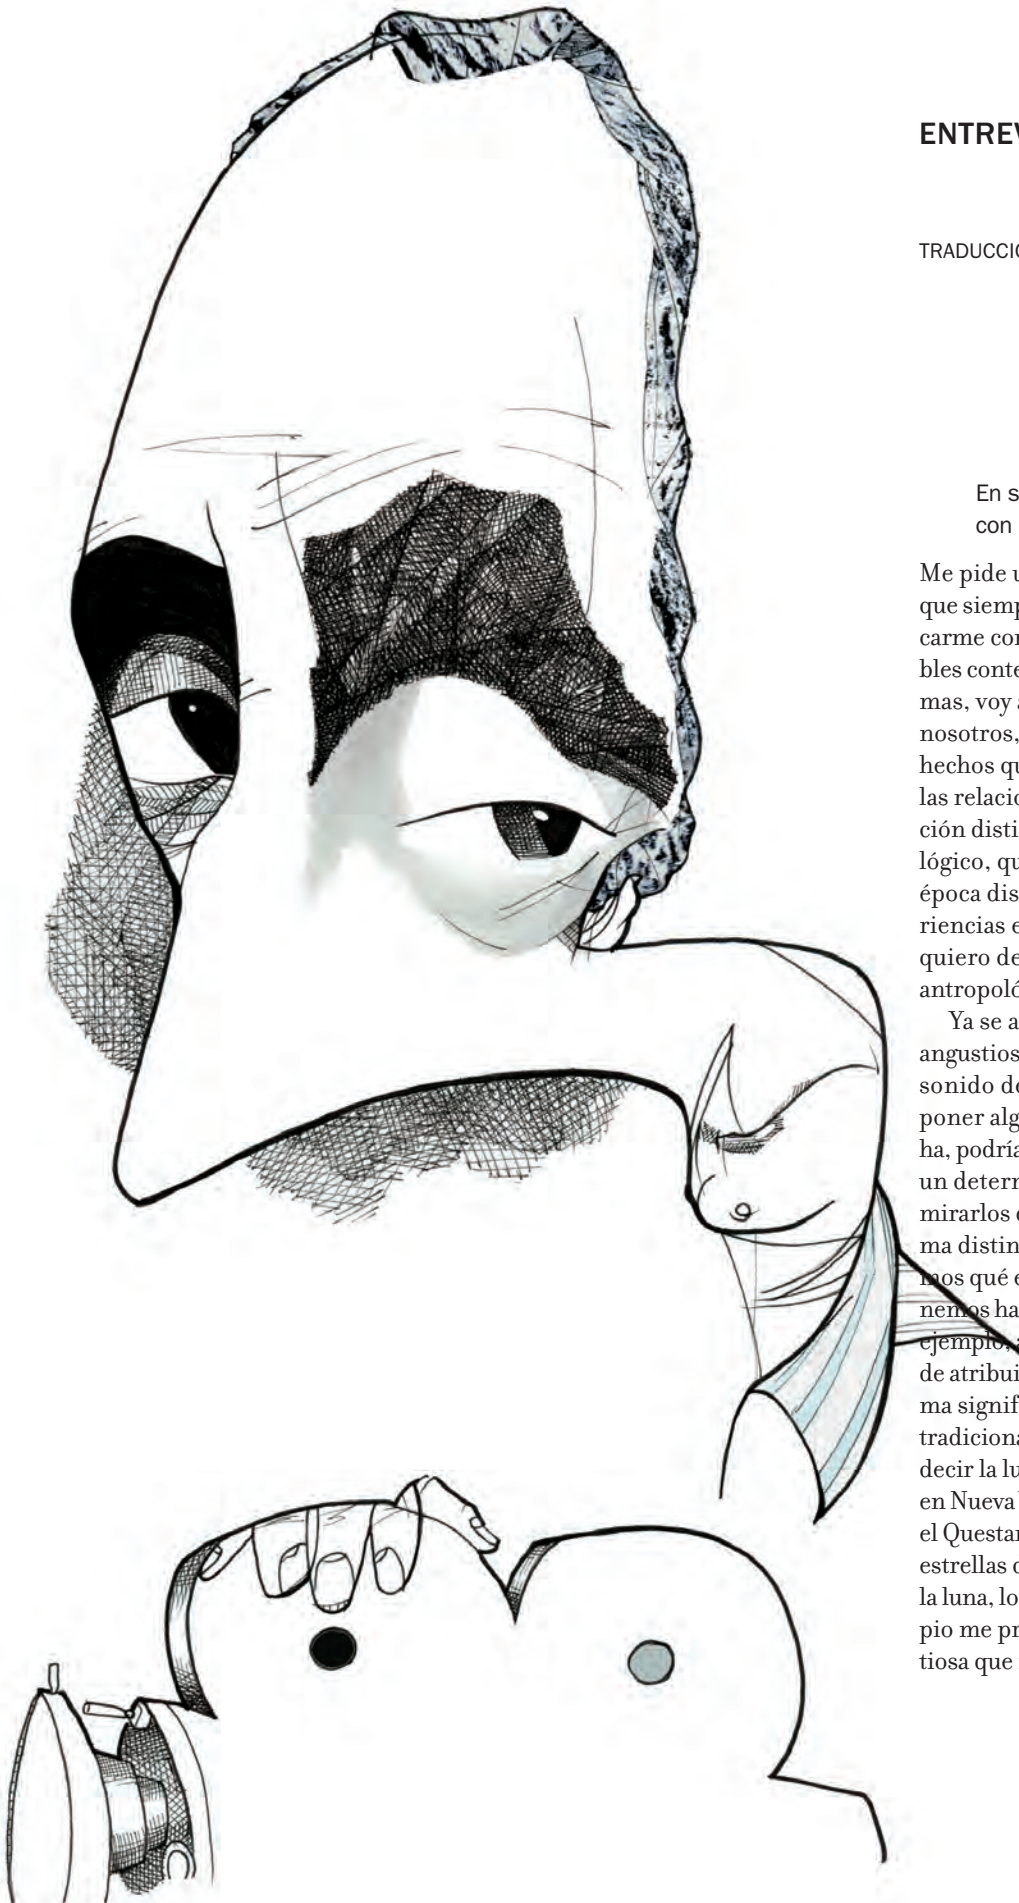 ENTREV
TRADUCCIÓ
En s
con
Me pide u
que siemp
carme con
bles conte
mas, voy a
nosotros,
hechos qu
las relacio
ción disti
lógico, qu
época dis
riencias e
quiero de
antropoló
Ya se a
angustios
sonido de
poner alg
ha, podría
un determ
mirarlos
ma distin
mos qué e
nemos ha
ejemplo, a
de atribui
ma signif
tradiciona
decir la lu
en Nueva
el Questar
estrellas
la luna, lo
pio me pr
tiosa que